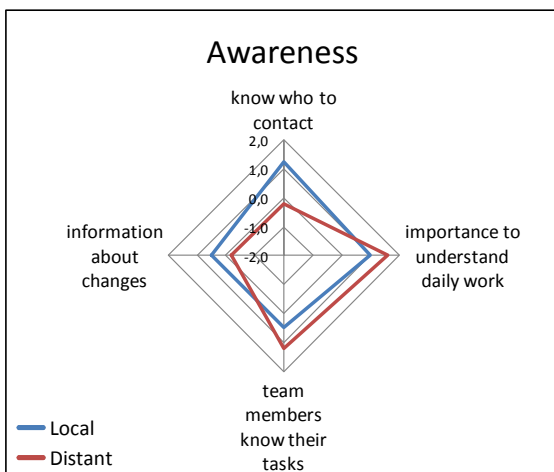 Awareness
know who to
contact
2,0
1,0
0,0
-1,0
-2,0
information
about
changes
importance to
understand
daily work
team
members
know their
tasks
Local
Distant